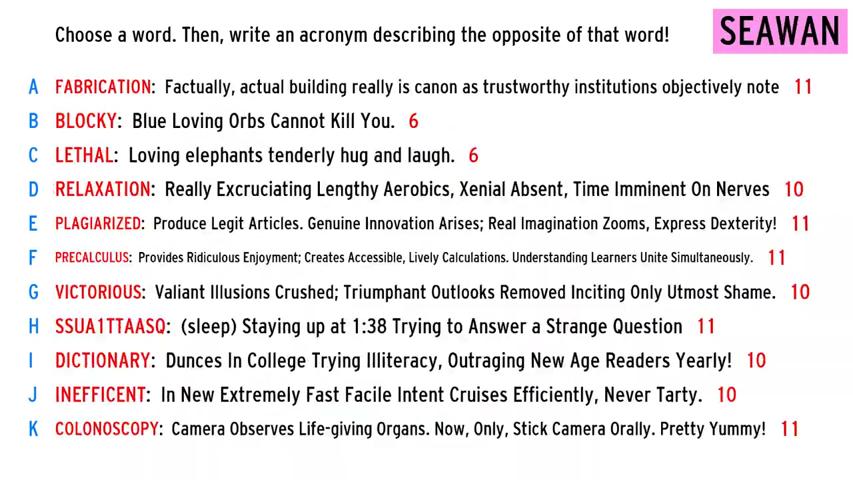 Choose a word. Then, write an acronym describing the opposite of that word!
SEAWAN
A FABRICATION: Factually, actual building really is canon as trustworthy institutions objectively note 11
B BLOCKY: Blue Loving Orbs Cannot Kill You. 6
C LETHAL: Loving elephants tenderly hug and laugh. 6
D RELAXATION: Really Excruciating Lengthy Aerobics, Xenial Absent, Time Imminent On Nerves 10
E PLAGIARIZED: Produce Legit Articles. Genuine Innovation Arises; Real Imagination Zooms, Express Dexterity! 11
F PRECALCULUS: Provides Ridiculous Enjoyment; Creates Accessible, Lively Calculations. Understanding Learners Unite Simultaneously. 11
G VICTORIOUS: Valiant Illusions Crushed; Triumphant Outlooks Removed Inciting Only Utmost Shame. 10
H SSUA1TTAASQ: (sleep) Staying up at 1:38 Trying to Answer a Strange Question 11
I DICTIONARY: Dunces In College Trying Illiteracy, Outraging New Age Readers Yearly! 10
J INEFFICENT: In New Extremely Fast Facile Intent Cruises Efficiently, Never Tarty. 10
K COLONOSCOPY: Camera Observes Life-giving Organs. Now, Only, Stick Camera Orally. Pretty Yummy! 11